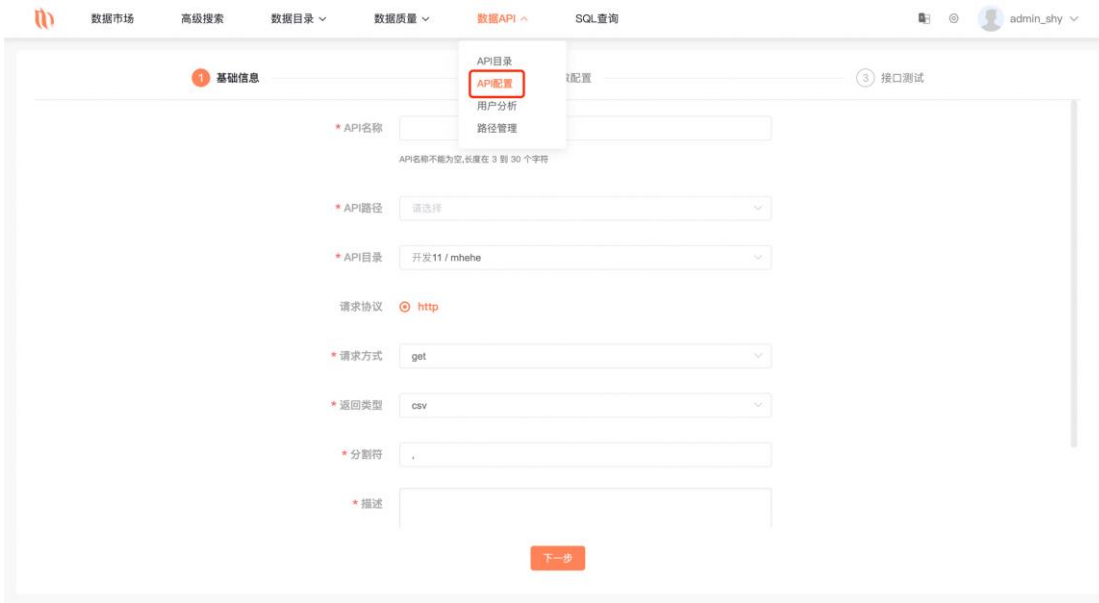 数据市场 高级搜索 数据目录 数据质量 数据API SQL查询 admin_shy
API目录
API配置
用户分析
路径管理
1 基础信息 配置 3 接口测试
* API名称
API名称不能为空,长度在 3 到 30 个字符
* API路径 请选择
* API目录 开发11 / mhehe
请求协议 http
* 请求方式 get
* 返回类型 csv
* 分割符 ,
* 描述
下一步